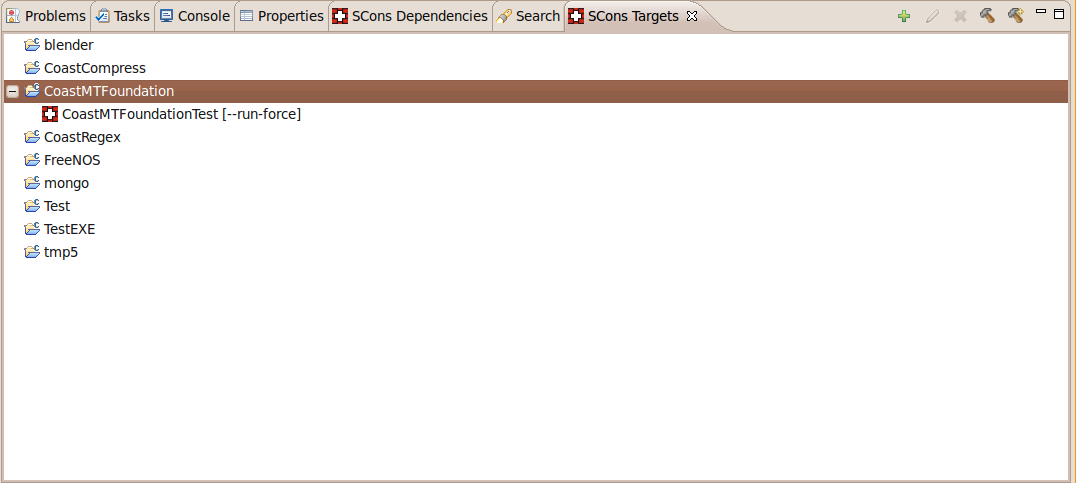 Problems Tasks Console Properties SCons Dependencies Search SCons Targets
blender
CoastCompress
CoastMTFoundation
CoastMTFoundationTest [--run-force]
CoastRegex
FreeNOS
mongo
Test
TestEXE
tmp5